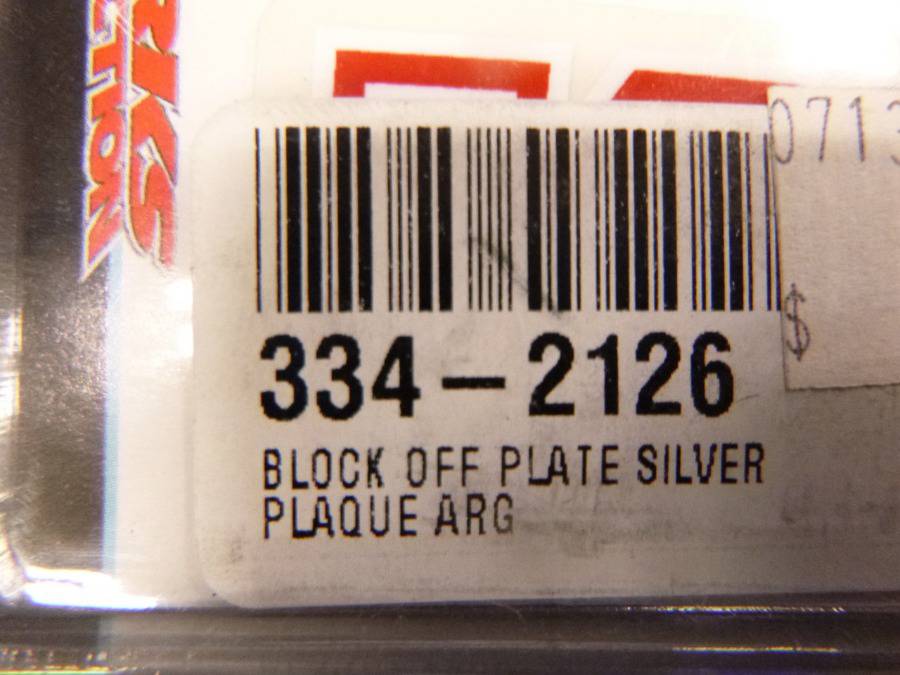 0713
334-2126
BLOCK OFF PLATE SILVER
PLAQUE ARG
$